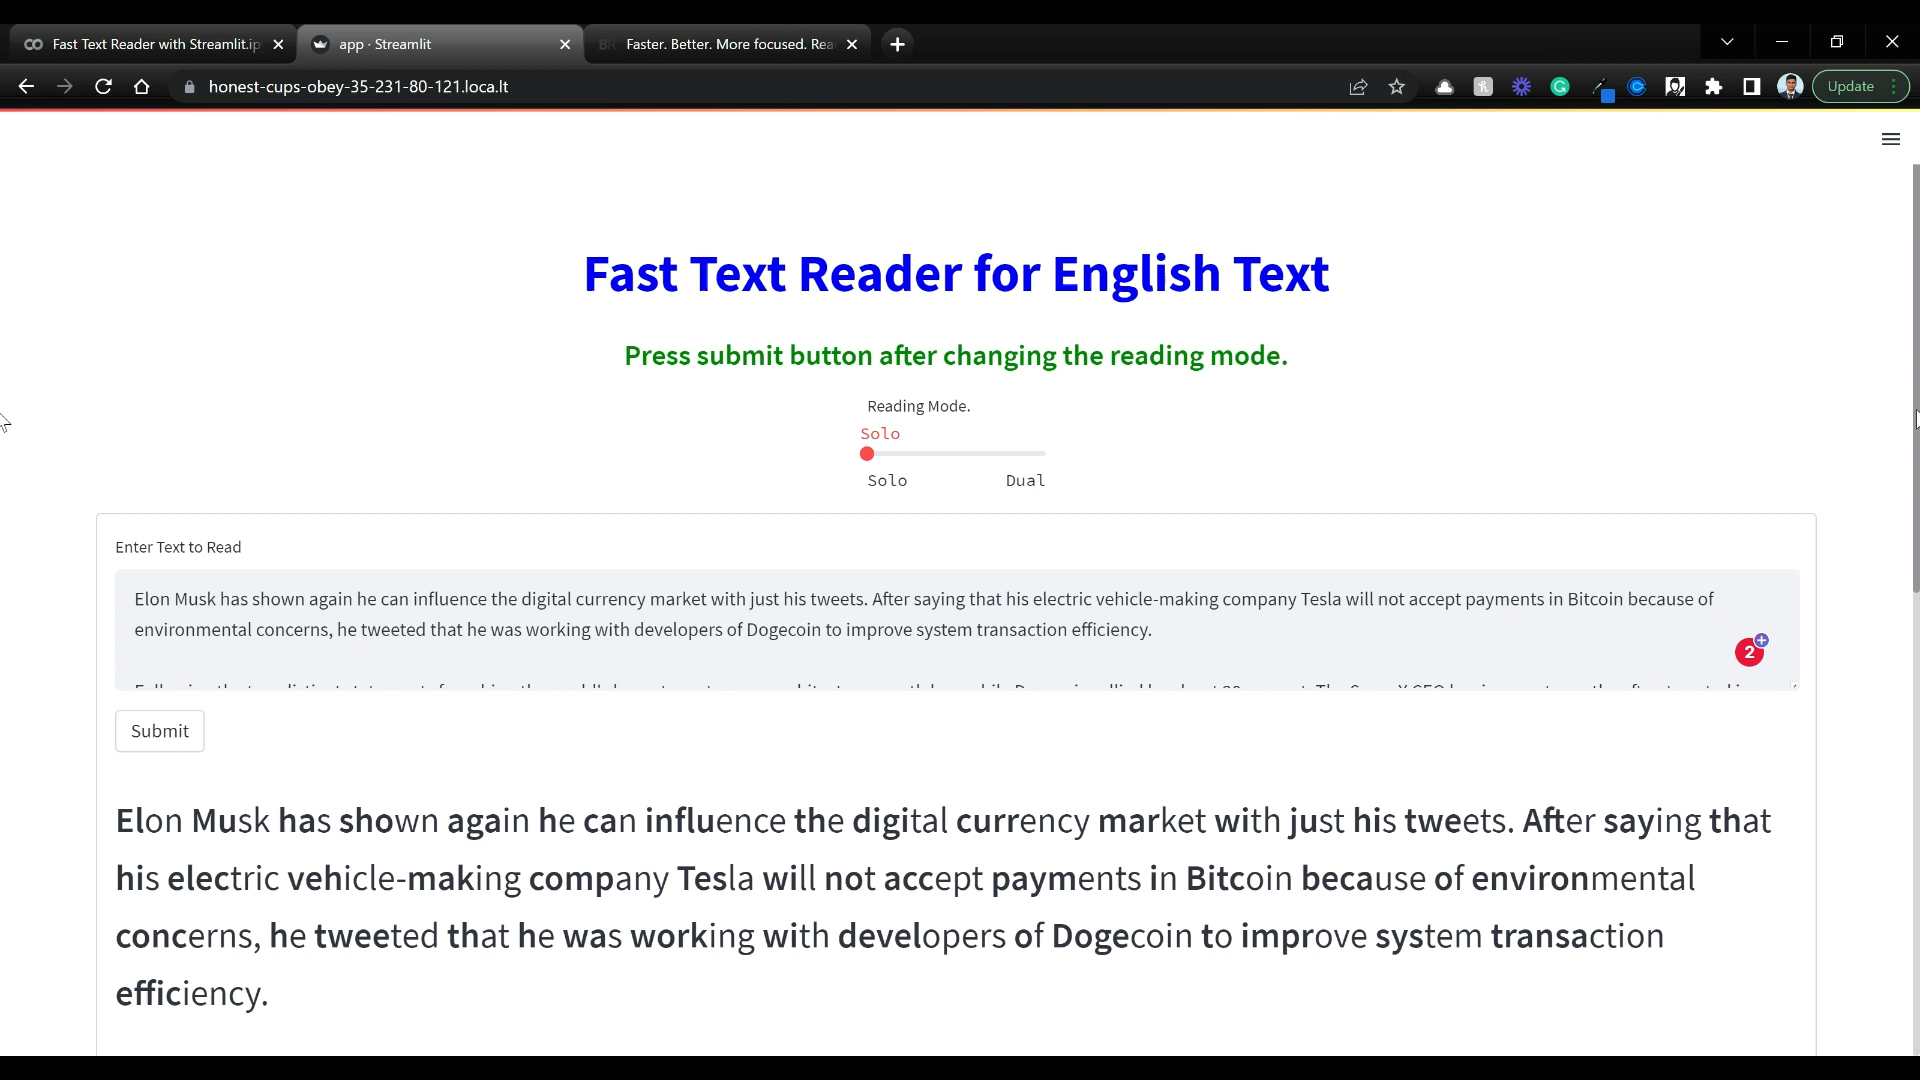 Fast Text Reader with Streamlit.ip
app · Streamlit
Faster. Better. More focused. Rea
honest-cups-obey-35-231-80-121.loca.lt
Update
Fast Text Reader for English Text
Press submit button after changing the reading mode.
Reading Mode.
Solo
Solo Dual
Enter Text to Read
Elon Musk has shown again he can influence the digital currency market with just his tweets. After saying that his electric vehicle-making company Tesla will not accept payments in Bitcoin because of
environmental concerns, he tweeted that he was working with developers of Dogecoin to improve system transaction efficiency.
2
Submit
Elon Musk has shown again he can influence the digital currency market with just his tweets. After saying that
his electric vehicle-making company Tesla will not accept payments in Bitcoin because of environmental
concerns, he tweeted that he was working with developers of Dogecoin to improve system transaction
efficiency.